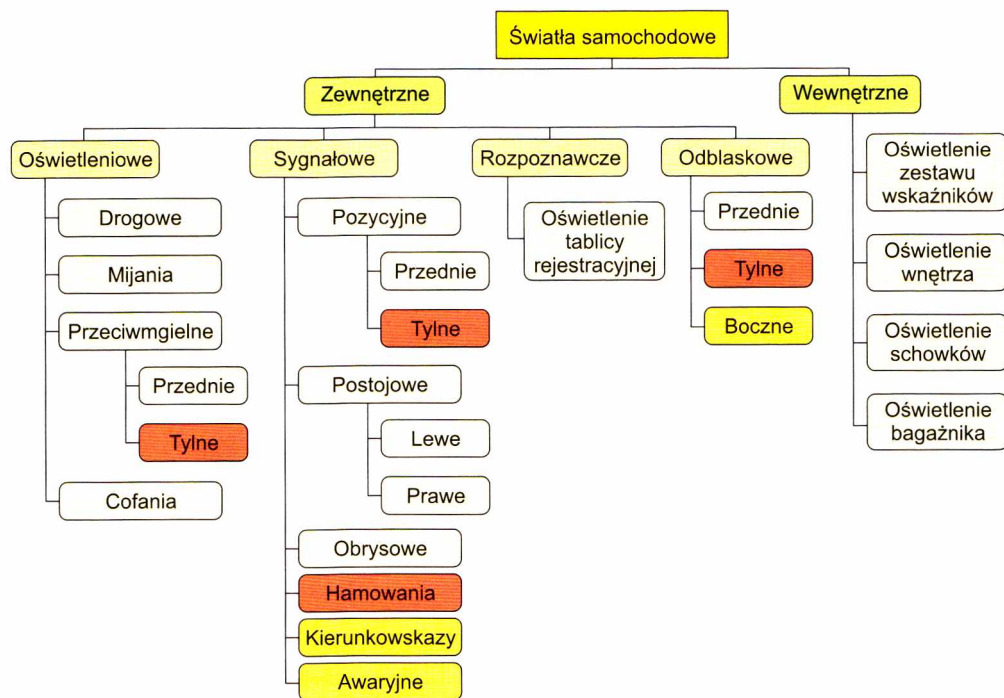 Światła samochodowe
Zewnętrzne
Wewnętrzne
Oświetleniowe
Drogowe
Mijania
Przeciwmgielne
Przednie
Tylne
Cofania
Sygnałowe
Pozycyjne
Przednie
Tylne
Postojowe
Lewe
Prawe
Obrysowe
Hamowania
Kierunkowskazy
Awaryjne
Rozpoznawcze
Oświetlenie
tablicy
rejestracyjnej
Odblaskowe
Przednie
Tylne
Boczne
Oświetlenie
zestawu
wskaźników
Oświetlenie
wnętrza
Oświetlenie
schowków
Oświetlenie
bagażnika